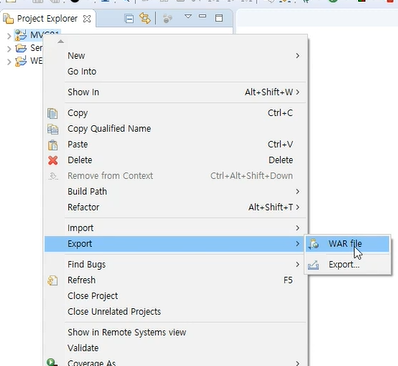 Project Explorer
MVC01
Ser
WE
New
Go Into
Show In Alt+Shift+W
Copy Ctrl+C
Copy Qualified Name
Paste Ctrl+V
Delete Delete
Remove from Context Ctrl+Alt+Shift+Down
Build Path
Refactor Alt+Shift+T
Import
Export
WAR file
Export...
Find Bugs
Refresh F5
Close Project
Close Unrelated Projects
Show in Remote Systems view
Validate
Coverage As